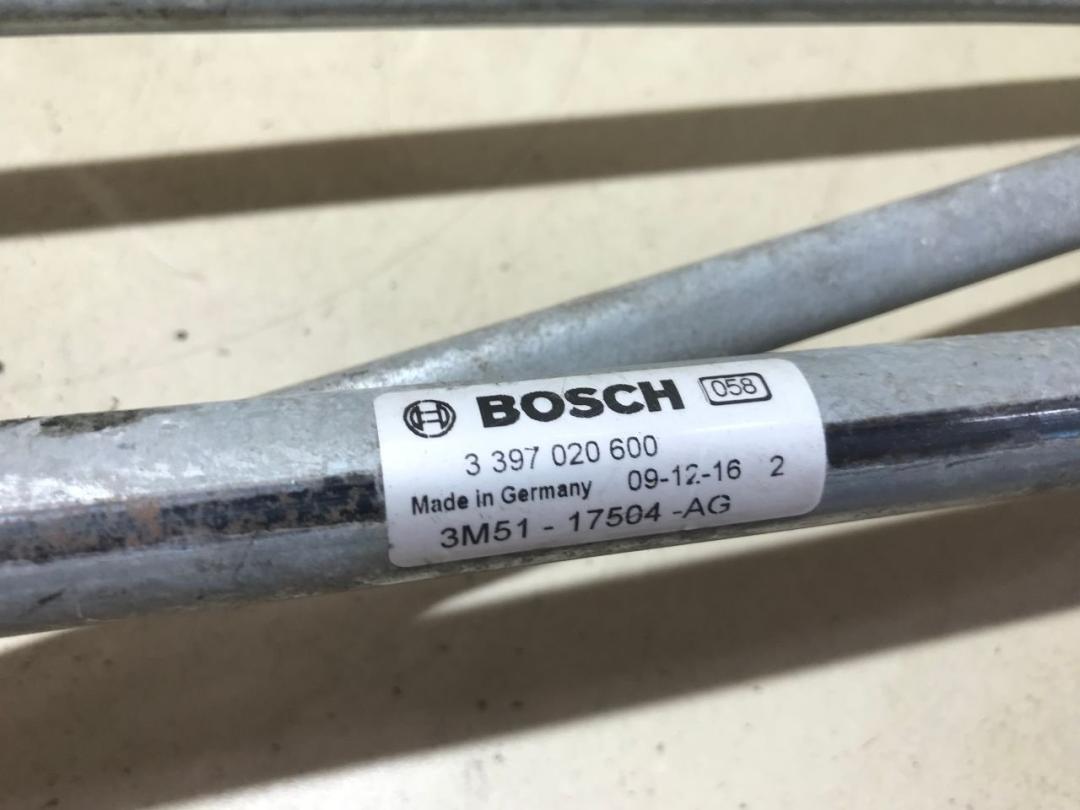 BOSCH 058
3 397 020 600
Made in Germany 09-12-16 2
3M51 - 17504 -AG